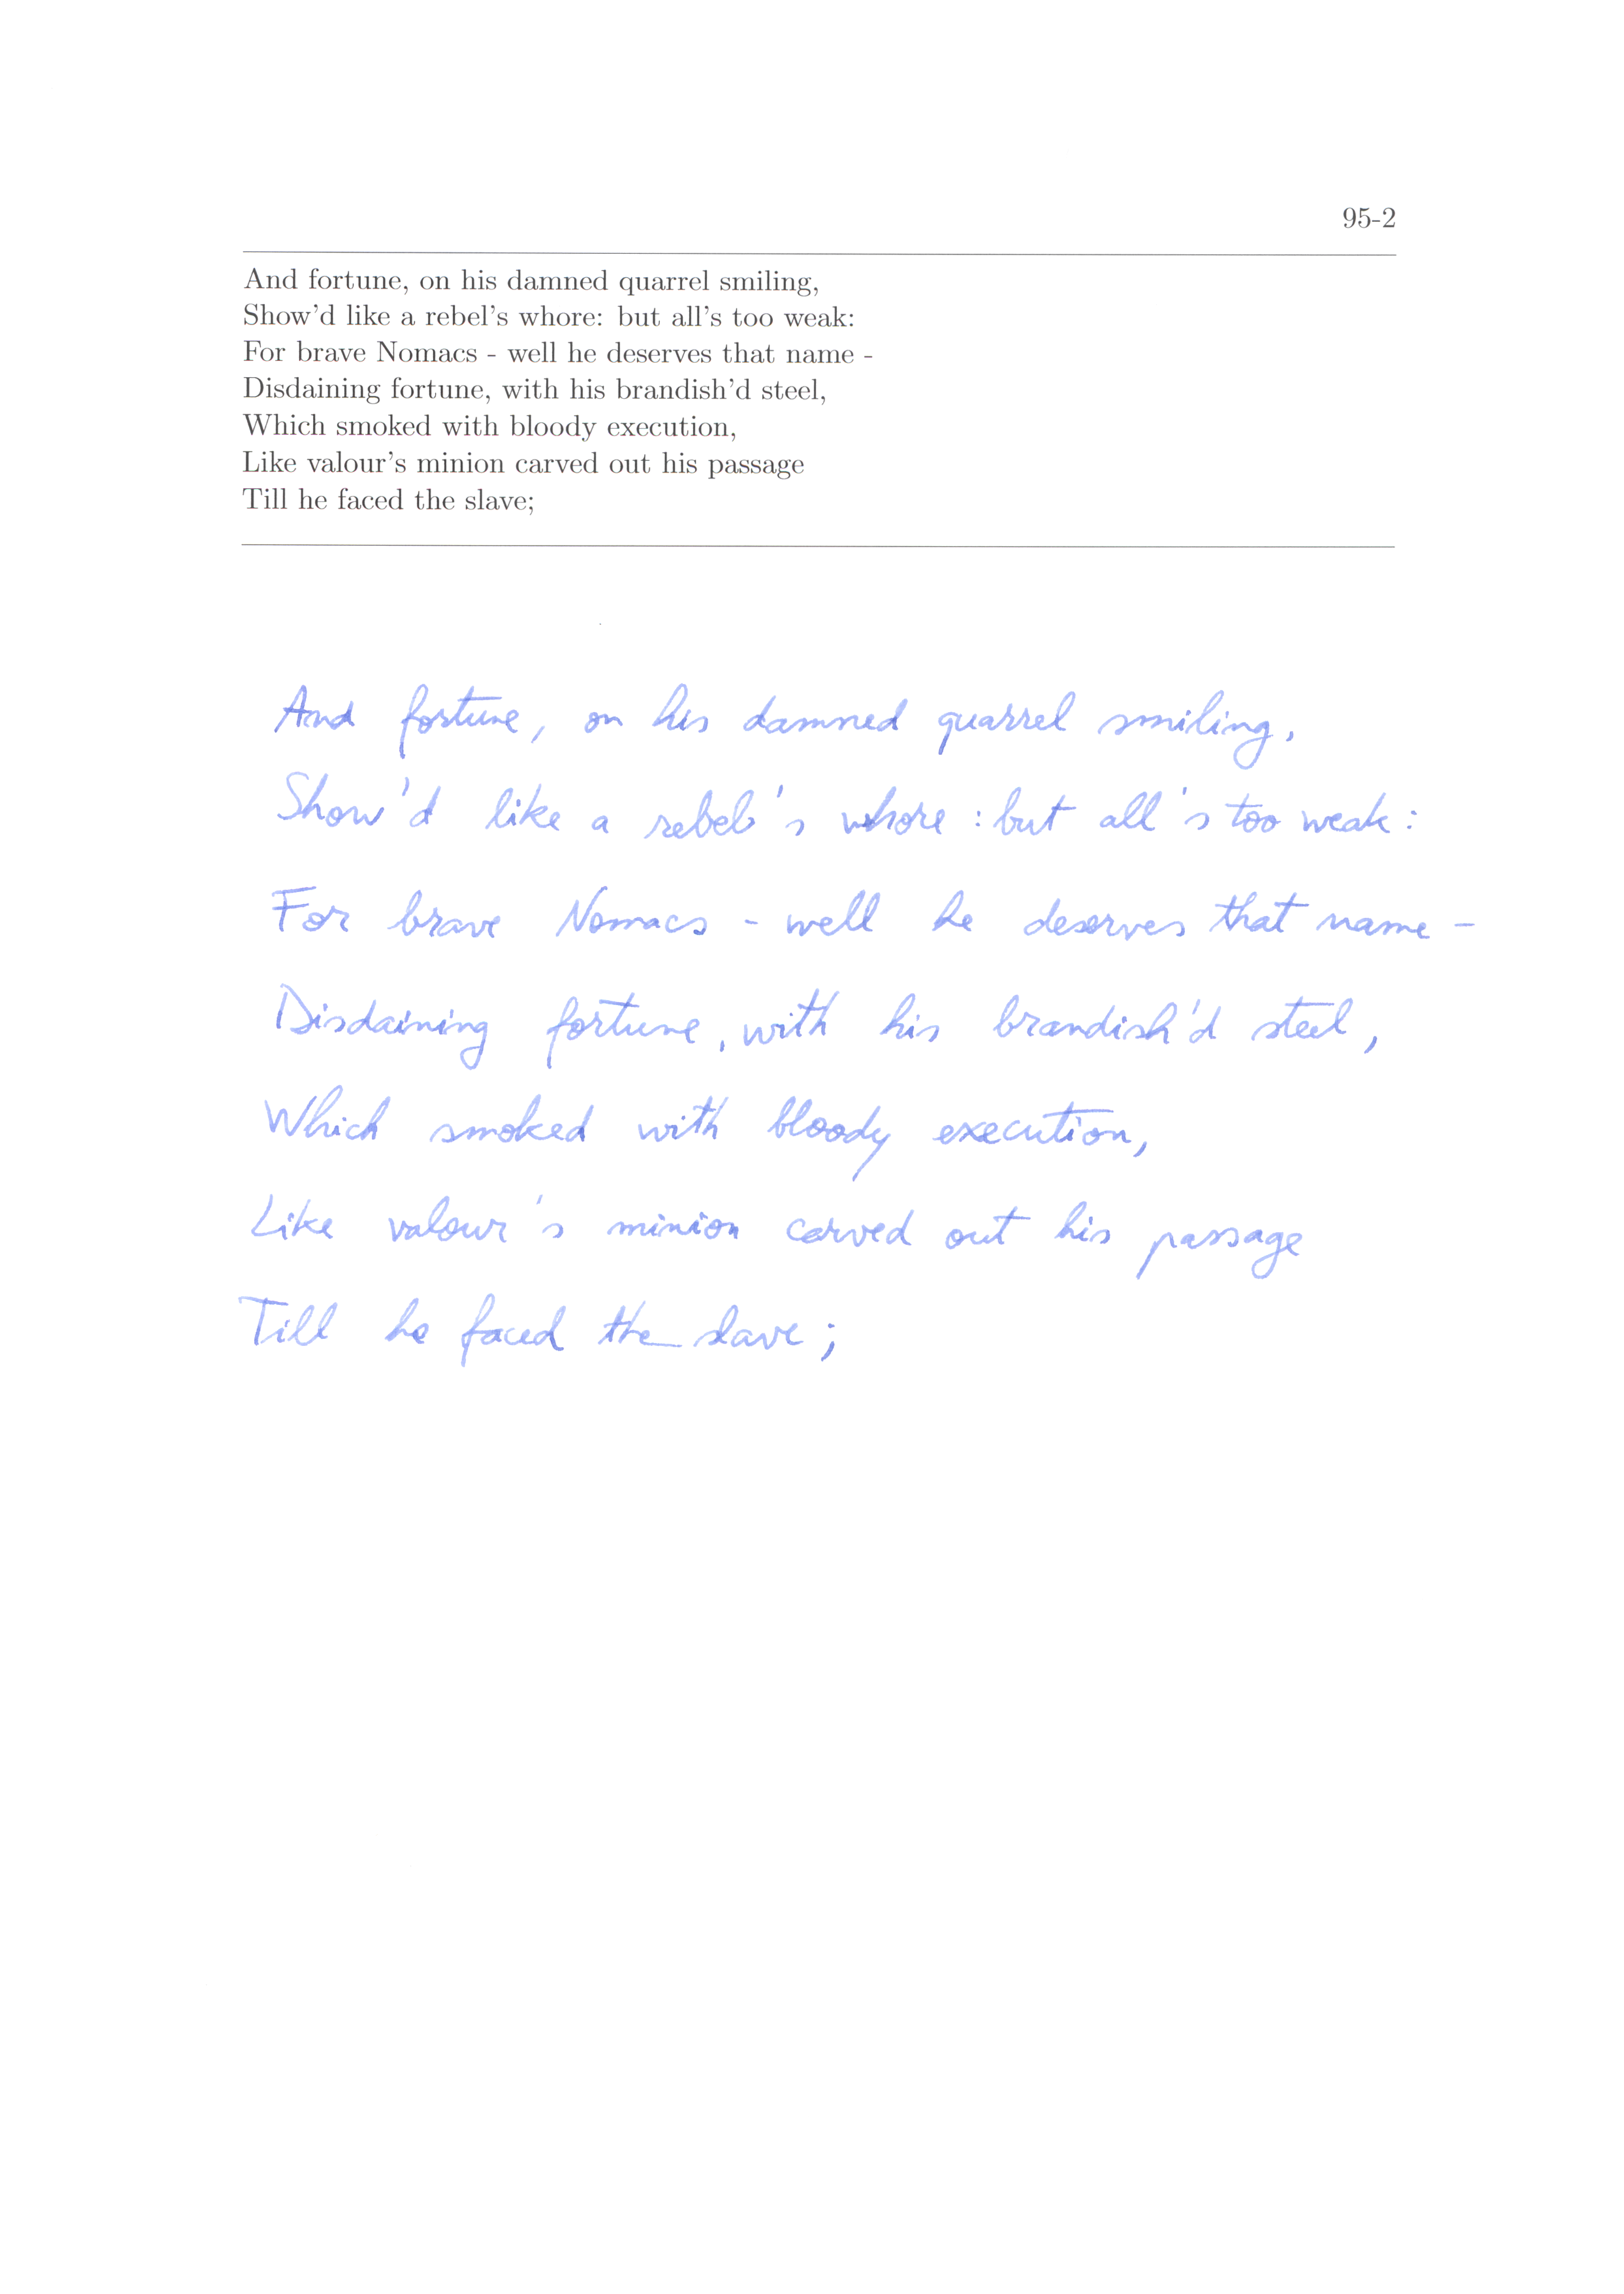 95-2
And fortune, on his damned quarrel smiling,
Show'd like a rebel's whore: but all's too weak:
For brave Nomacs - well he deserves that name -
Disdaining fortune, with his brandish'd steel,
Which smoked with bloody execution,
Like valour's minion carved out his passage
Till he faced the slave;
And fortune, on his damned quarrel smiling,
Show'd like a rebel's whore : but all's too weak :
For brave Nomacs - well he deserves that name -
Disdaining fortune, with his brandish'd steel,
Which smoked with bloody execution,
Like valour's minion carved out his passage
Till he faced the slave;